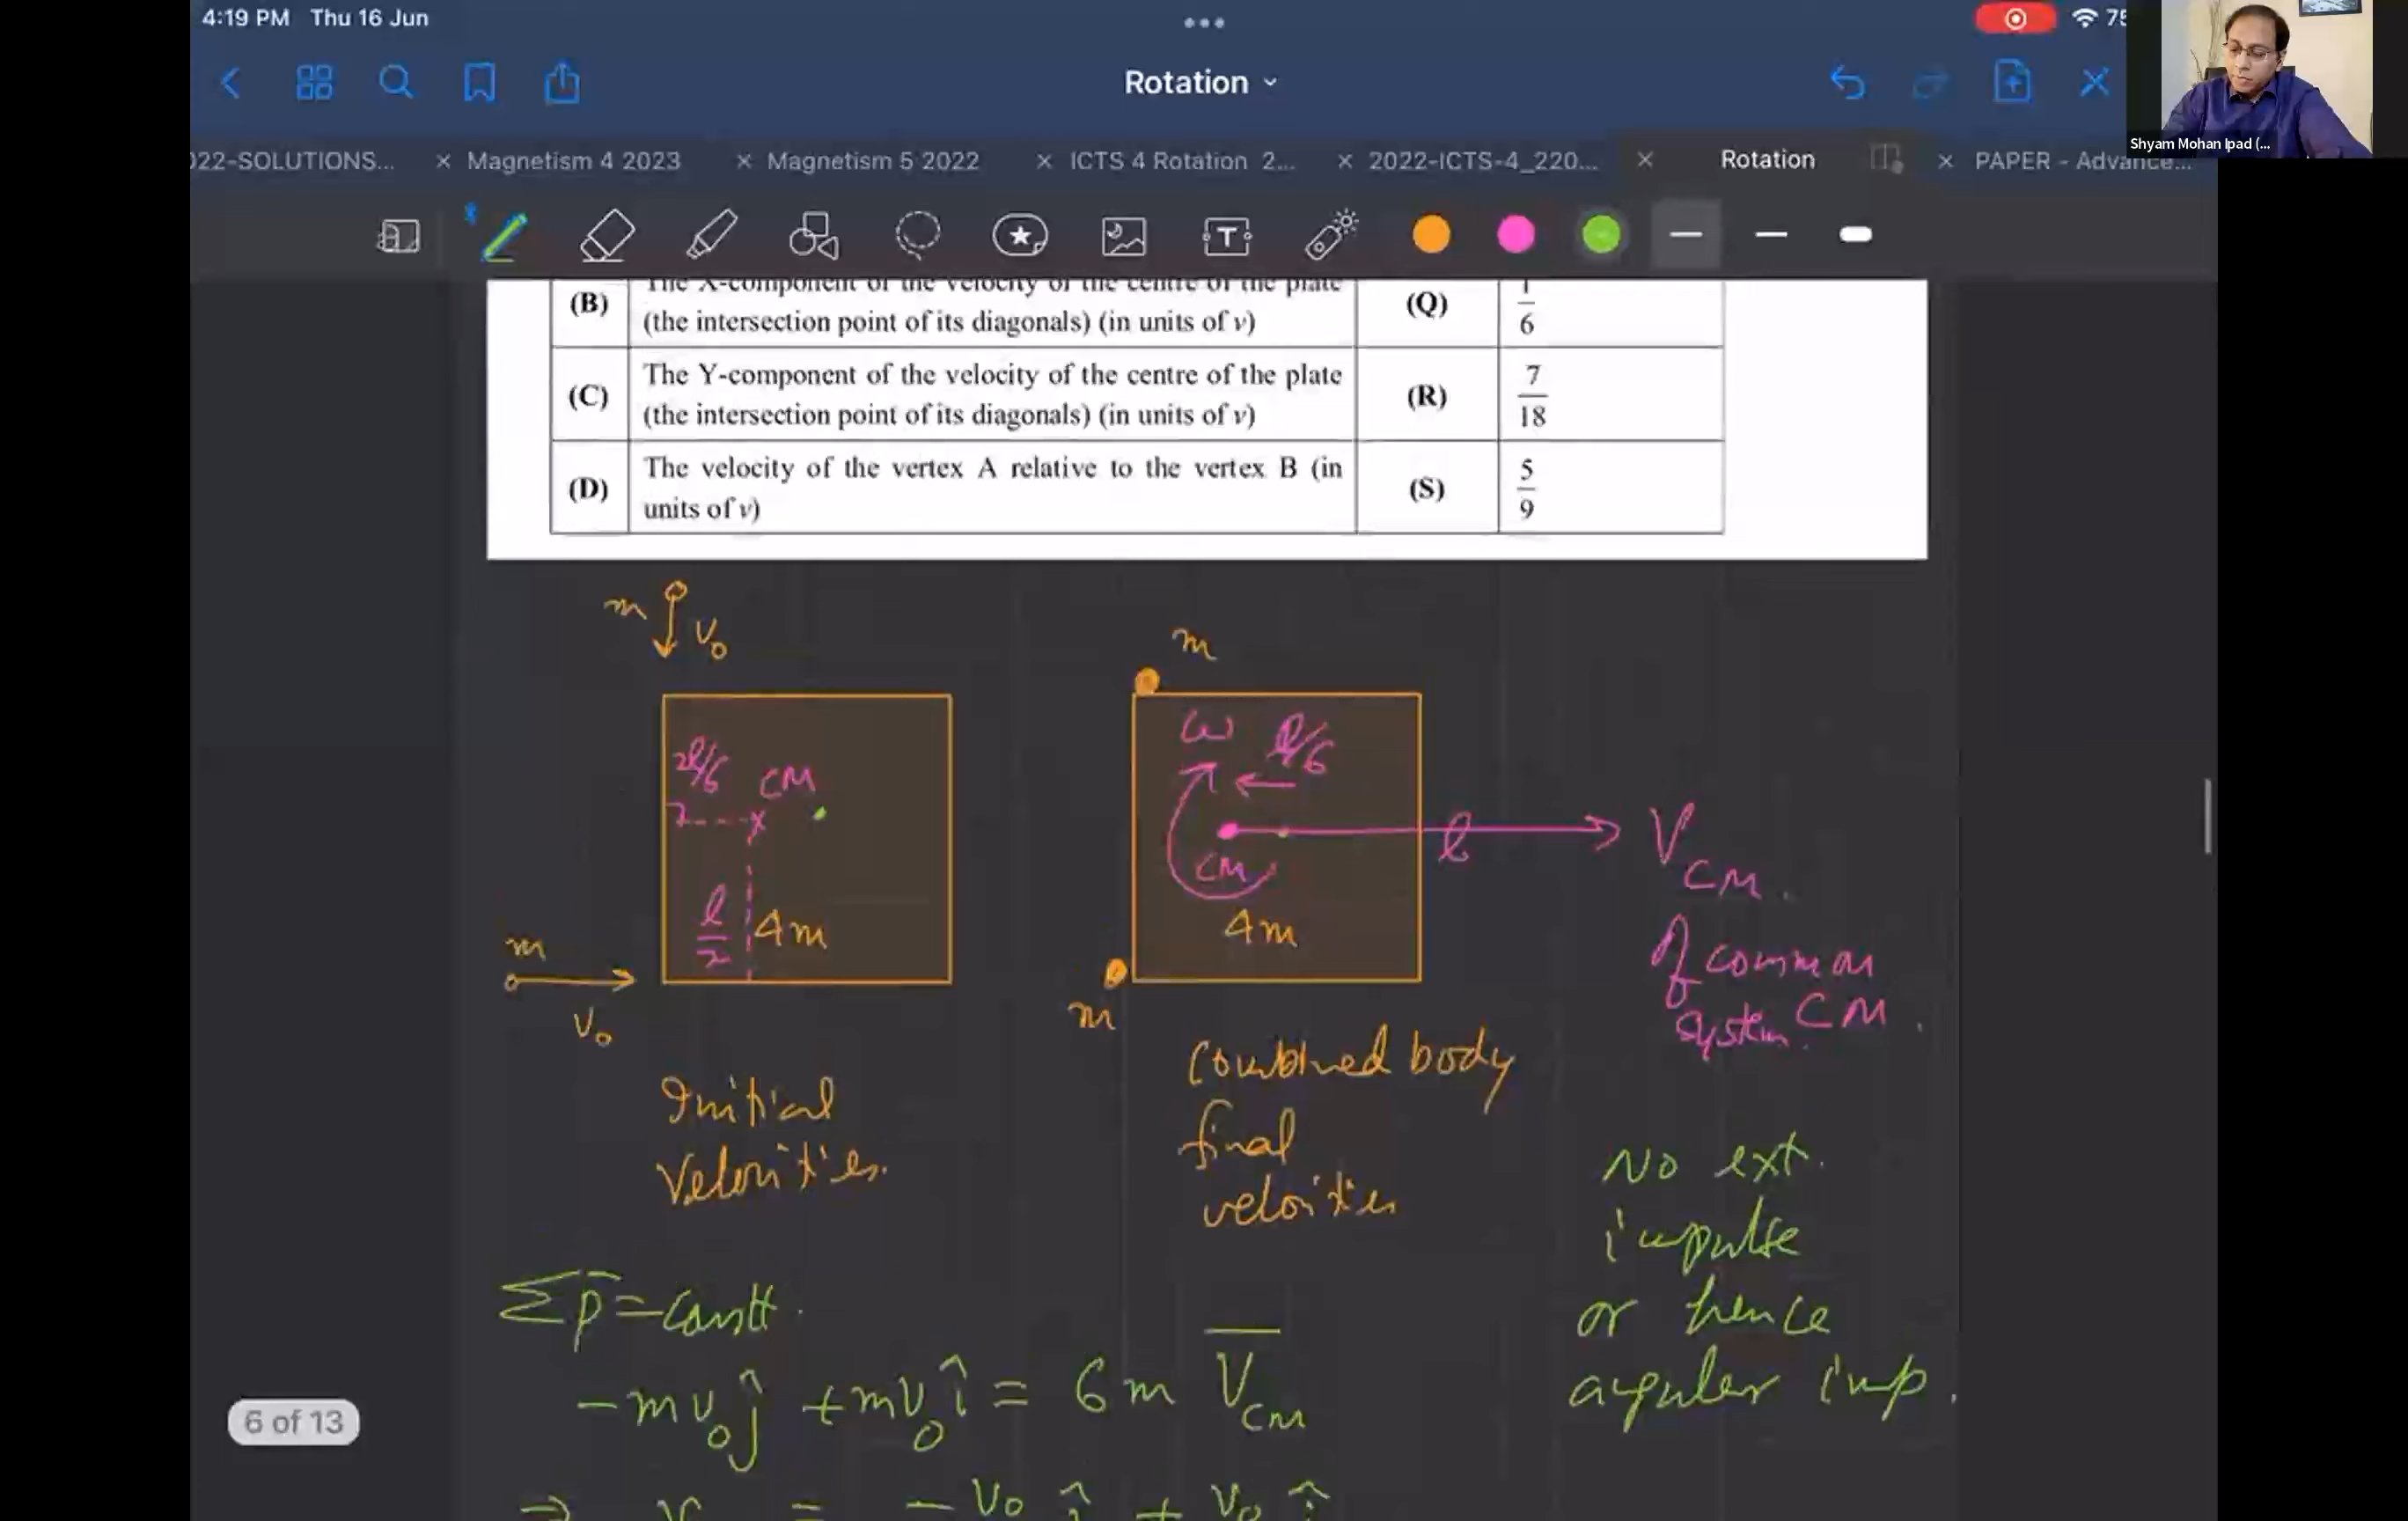 4:19 PM Thu 16 Jun
Rotation
022-SOLUTIONS... × Magnetism 4 2023 × Magnetism 5 2022 × ICTS 4 Rotation 2... × 2022-ICTS-4_220... × Rotation × PAPER - Advance...
Shyam Mohan Ipad (...
(B) The X-component of the velocity of the centre of the plate
(the intersection point of its diagonals) (in units of v) (Q) 1/6
(C) The Y-component of the velocity of the centre of the plate
(the intersection point of its diagonals) (in units of v) (R) 7/18
(D) The velocity of the vertex A relative to the vertex B (in
units of v) (S) 5/9
m V₀
m
2l/6 CM
ω l/6
CM l V_CM.
l/2 4m
4m
of common
system CM.
m V₀
m
Initial
Velocities.
Combined body
final
velocities
No ext.
impulse
or hence
angular imp.
Σp̄ = constt.
-mv₀ĵ + mv₀î = 6m V̄_CM
6 of 13